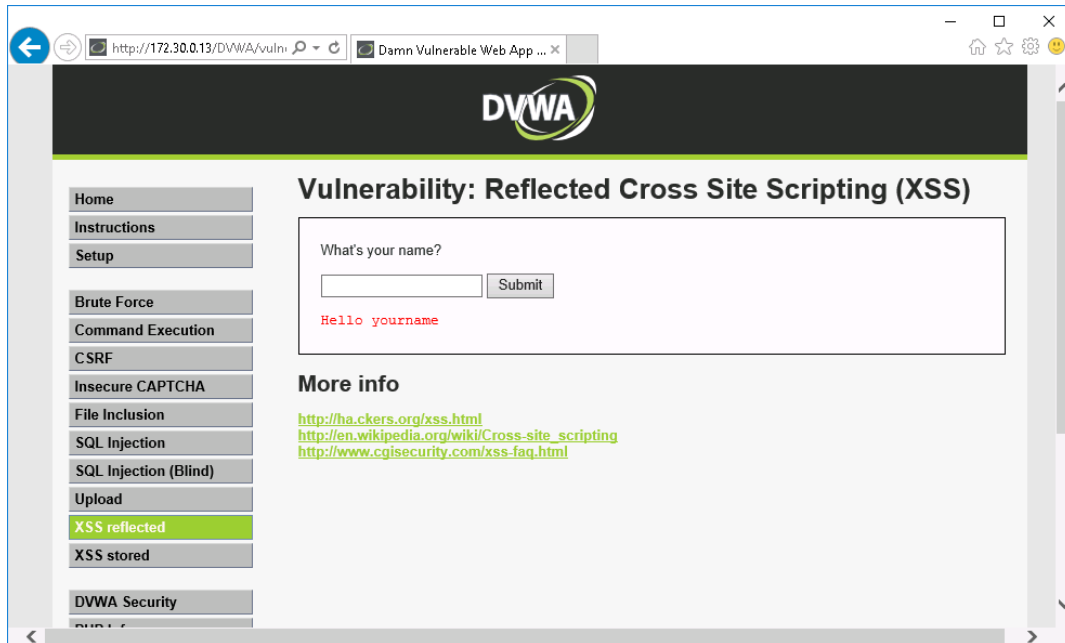 http://172.30.0.13/DVWA/vuln
Damn Vulnerable Web App ...
DVWA
Home
Instructions
Setup
Brute Force
Command Execution
CSRF
Insecure CAPTCHA
File Inclusion
SQL Injection
SQL Injection (Blind)
Upload
XSS reflected
XSS stored
DVWA Security
Vulnerability: Reflected Cross Site Scripting (XSS)
What's your name?
Submit
Hello yourname
More info
http://ha.ckers.org/xss.html
http://en.wikipedia.org/wiki/Cross-site_scripting
http://www.cgisecurity.com/xss-faq.html